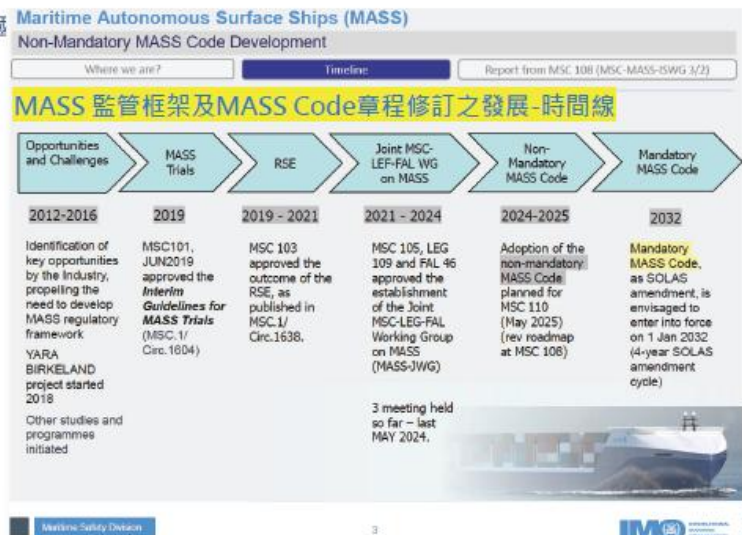 Maritime Autonomous Surface Ships (MASS)
Non-Mandatory MASS Code Development
Where we are?
Timeline
Report from MSC 108 (MSC-MASS-ISWG 3/2)
MASS 監管框架及MASS Code章程修訂之發展-時間線
Opportunities
and Challenges
MASS
Trials
RSE
Joint MSC-
LEF-FAL WG
on MASS
Non-
Mandatory
MASS Code
Mandatory
MASS Code
2012-2016
Identification of
key opportunities
by the Industry,
propelling the
need to develop
MASS regulatory
framework
YARA
BIRKELAND
project started
2018
Other studies and
programmes
initiated
2019
MSC101,
JUN2019
approved the
Interim
Guidelines for
MASS Trials
(MSC.1/
Circ.1604)
2019 - 2021
MSC 103
approved the
outcome of the
RSE, as
published in
MSC.1/
Circ.1638.
2021 - 2024
MSC 105, LEG
109 and FAL 46
approved the
establishment
of the Joint
MSC-LEG-FAL
Working Group
on MASS
(MASS-JWG)
3 meeting held
so far – last
MAY 2024.
2024-2025
Adoption of the
non-mandatory
MASS Code
planned for
MSC 110
(May 2025)
(rev roadmap
at MSC 108)
2032
Mandatory
MASS Code,
as SOLAS
amendment, is
envisaged to
enter into force
on 1 Jan 2032
(4-year SOLAS
amendment
cycle)
Maritime Safety Division
3
IMO